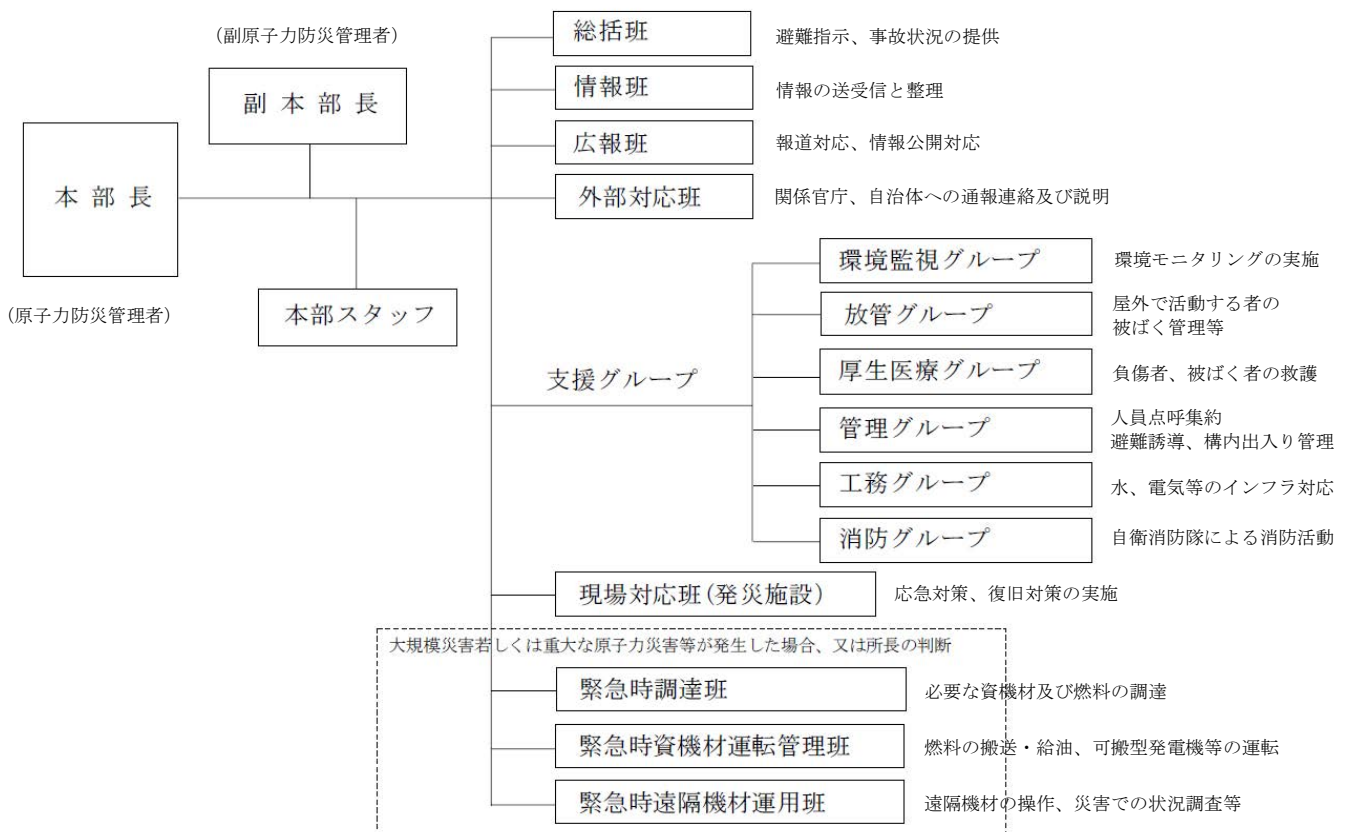 (副原子力防災管理者)
副 本 部 長
本 部 長
(原子力防災管理者)
本部スタッフ
総括班
避難指示、事故状況の提供
情報班
情報の送受信と整理
広報班
報道対応、情報公開対応
外部対応班
関係官庁、自治体への通報連絡及び説明
支援グループ
環境監視グループ
環境モニタリングの実施
放管グループ
屋外で活動する者の
被ばく管理等
厚生医療グループ
負傷者、被ばく者の救護
管理グループ
人員点呼集約
避難誘導、構内出入り管理
工務グループ
水、電気等のインフラ対応
消防グループ
自衛消防隊による消防活動
現場対応班(発災施設)
応急対策、復旧対策の実施
大規模災害若しくは重大な原子力災害等が発生した場合、又は所長の判断
緊急時調達班
必要な資機材及び燃料の調達
緊急時資機材運転管理班
燃料の搬送・給油、可搬型発電機等の運転
緊急時遠隔機材運用班
遠隔機材の操作、災害での状況調査等